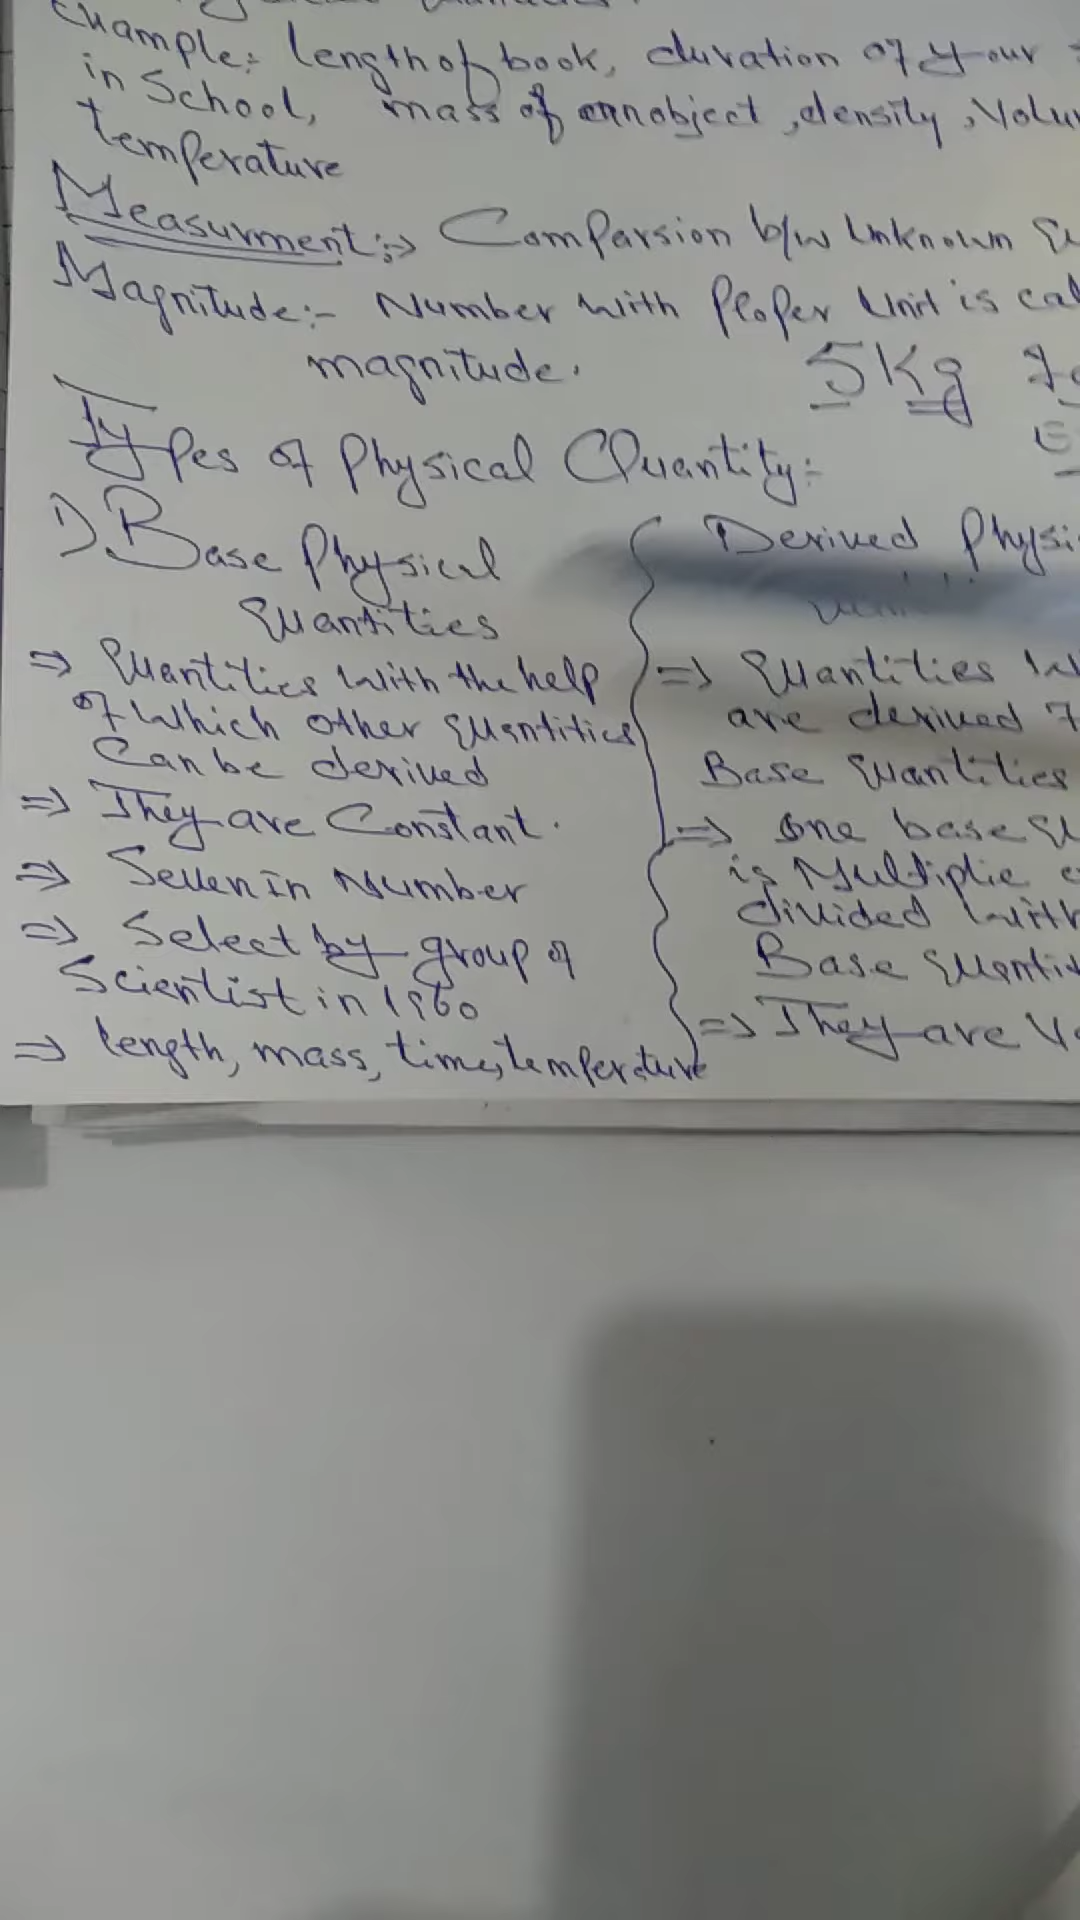 Example:- length of book, duration of your
in School, mass of an object, density, Volu
temperature
Measurment:-> Comparsion b/w Unknown
Magnitude:- Number with Proper Unit is cal
magnitude.
5Kg
Types of Physical Quantity:-
1) Base Physical
Quantities
=> Quantities with the help
of which other quantities
Can be derived
=> They are Constant.
=> Seven in Number
=> Select by group of
Scientist in 1960
=> length, mass, time, temperature
Derived Physi
=> Quantities
are derived
Base Quantities
=> One base
is Multiplie
divided with
Base Quantit
=> They are